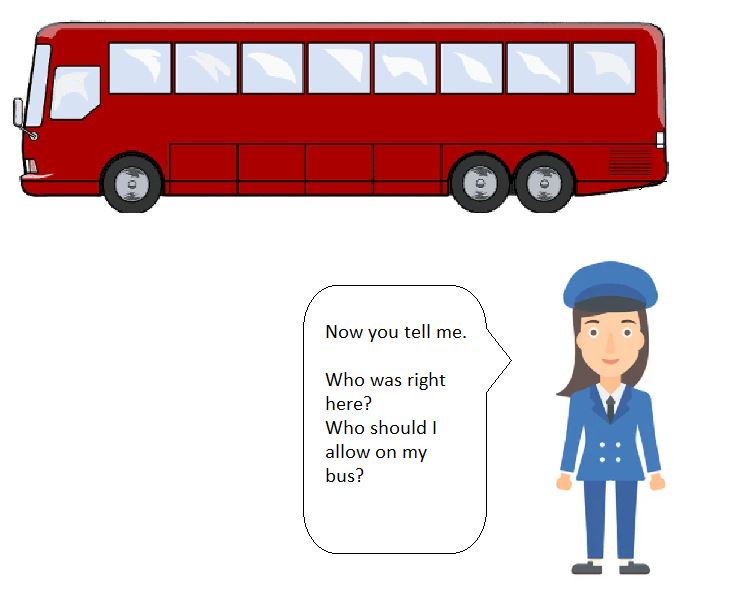 Now you tell me.
Who was right
here?
Who should I
allow on my
bus?